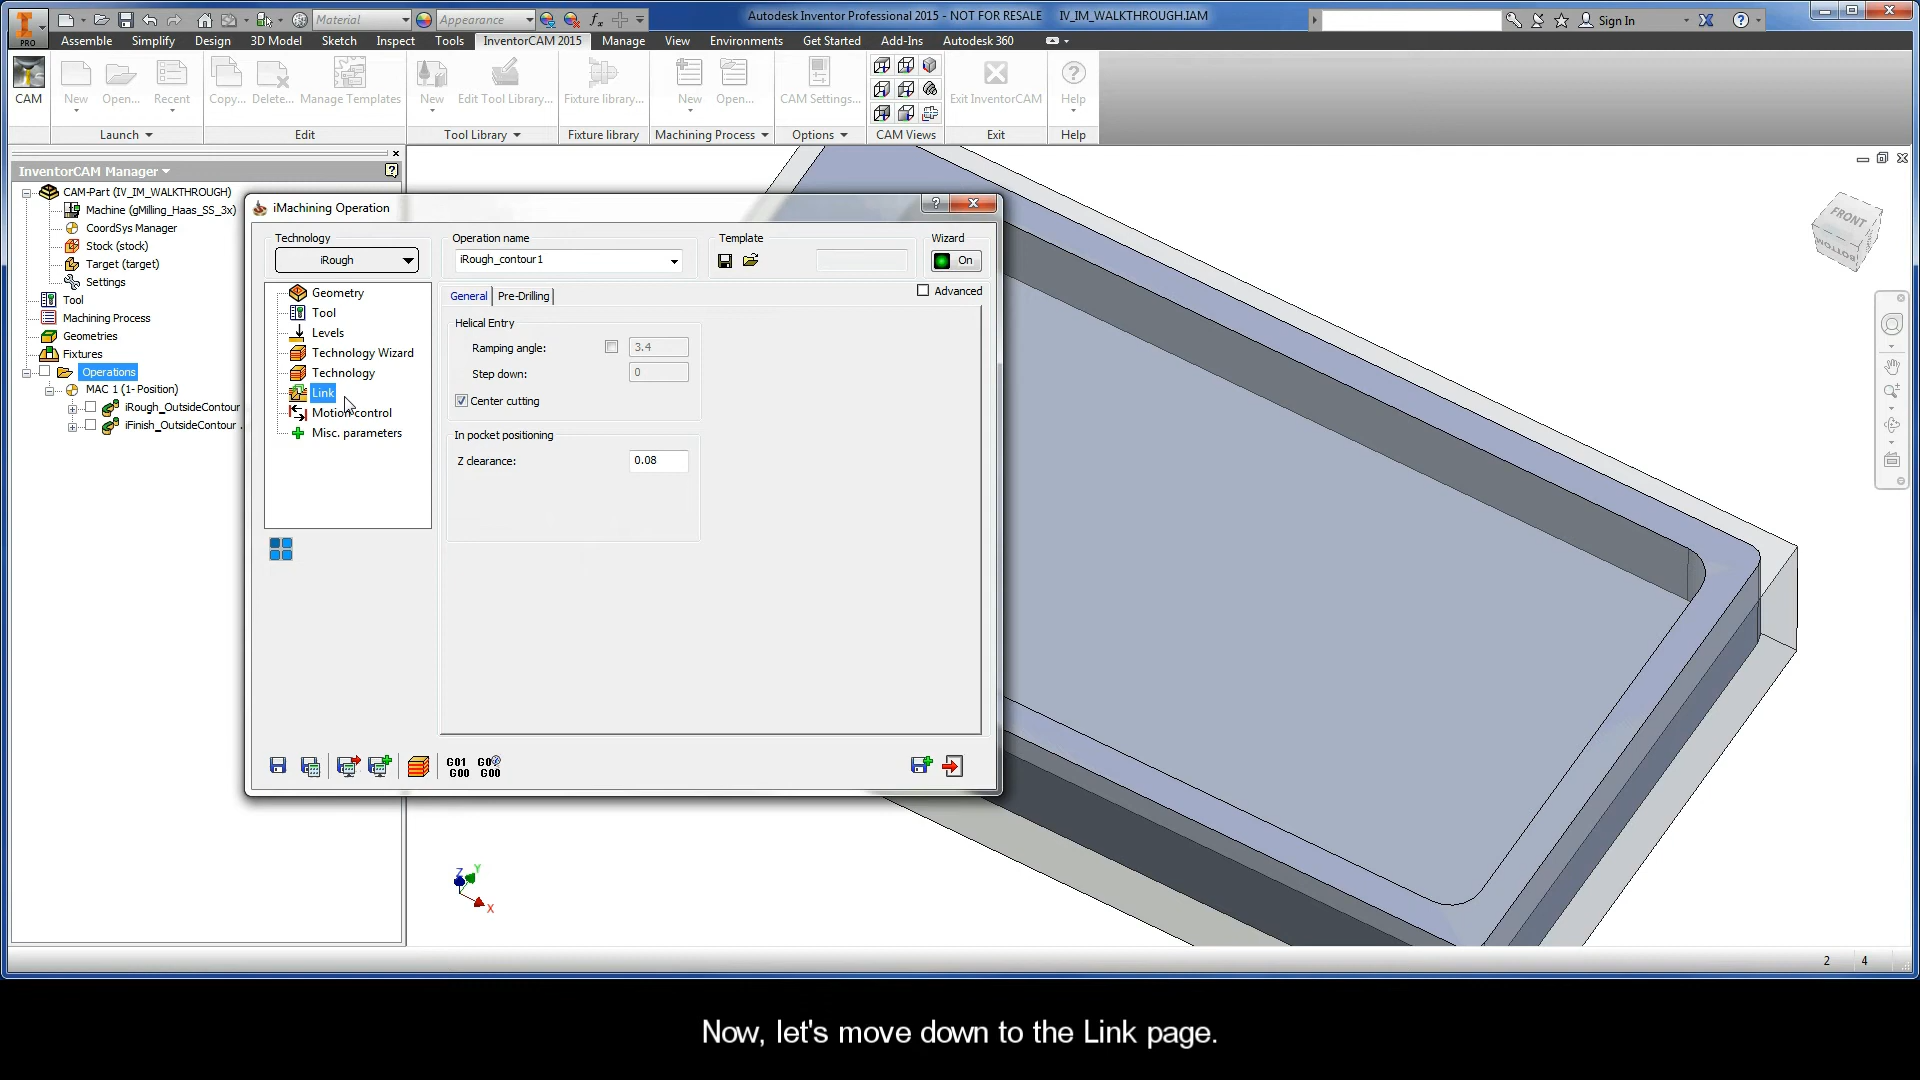 Material
Appearance
Autodesk Inventor Professional 2015 - NOT FOR RESALE IV_IM_WALKTHROUGH.IAM
Sign In
PRO
Assemble Simplify Design 3D Model Sketch Inspect Tools InventorCAM 2015 Manage View Environments Get Started Add-Ins Autodesk 360
CAM New Open... Recent Copy... Delete... Manage Templates New Edit Tool Library... Fixture library... New Open... CAM Settings... Exit InventorCAM Help
Launch Edit Tool Library Fixture library Machining Process Options CAM Views Exit Help
InventorCAM Manager
CAM-Part (IV_IM_WALKTHROUGH)
Machine (gMilling_Haas_SS_3x)
CoordSys Manager
Stock (stock)
Target (target)
Settings
Tool
Machining Process
Geometries
Fixtures
Operations
MAC 1 (1- Position)
iRough_OutsideContour
iFinish_OutsideContour .
iMachining Operation
Technology
iRough
Operation name
iRough_contour1
Template
Wizard
On
Geometry
Tool
Levels
Technology Wizard
Technology
Link
Motion control
Misc. parameters
General Pre-Drilling
Advanced
Helical Entry
Ramping angle: 3.4
Step down: 0
Center cutting
In pocket positioning
Z clearance: 0.08
G01 G00
G00 G00
FRONT
BOTTOM
Z Y
X
2 4
Now, let's move down to the Link page.